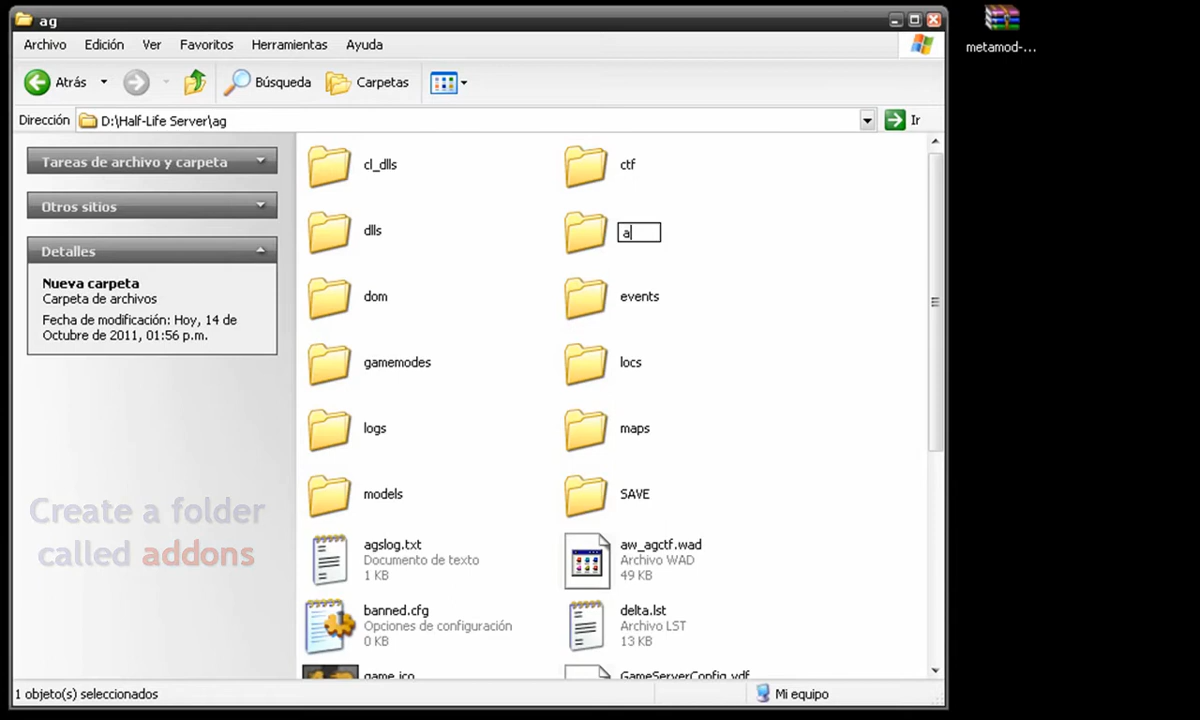 ag
metamod-...
Archivo Edición Ver Favoritos Herramientas Ayuda
Atrás Búsqueda Carpetas
Dirección D:\Half-Life Server\ag Ir
Tareas de archivo y carpeta
Otros sitios
Detalles
Nueva carpeta
Carpeta de archivos
Fecha de modificación: Hoy, 14 de
Octubre de 2011, 01:56 p.m.
Create a folder
called addons
cl_dlls
ctf
dlls
a
dom
events
gamemodes
locs
logs
maps
models
SAVE
agslog.txt
Documento de texto
1 KB
aw_agctf.wad
Archivo WAD
49 KB
banned.cfg
Opciones de configuración
0 KB
delta.lst
Archivo LST
13 KB
game.ico
GameServerConfig.vdf
1 objeto(s) seleccionados
Mi equipo